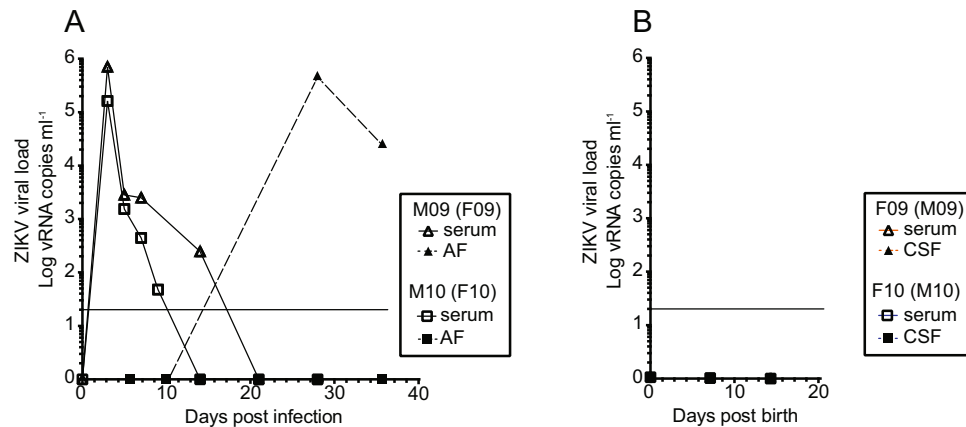 A
ZIKV viral load
Log vRNA copies ml⁻¹
6
5
4
3
2
1
0
0 10 20 30 40
Days post infection
M09 (F09)
serum
AF
M10 (F10)
serum
AF
B
ZIKV viral load
Log vRNA copies ml⁻¹
6
5
4
3
2
1
0
0 10 20
Days post birth
F09 (M09)
serum
CSF
F10 (M10)
serum
CSF